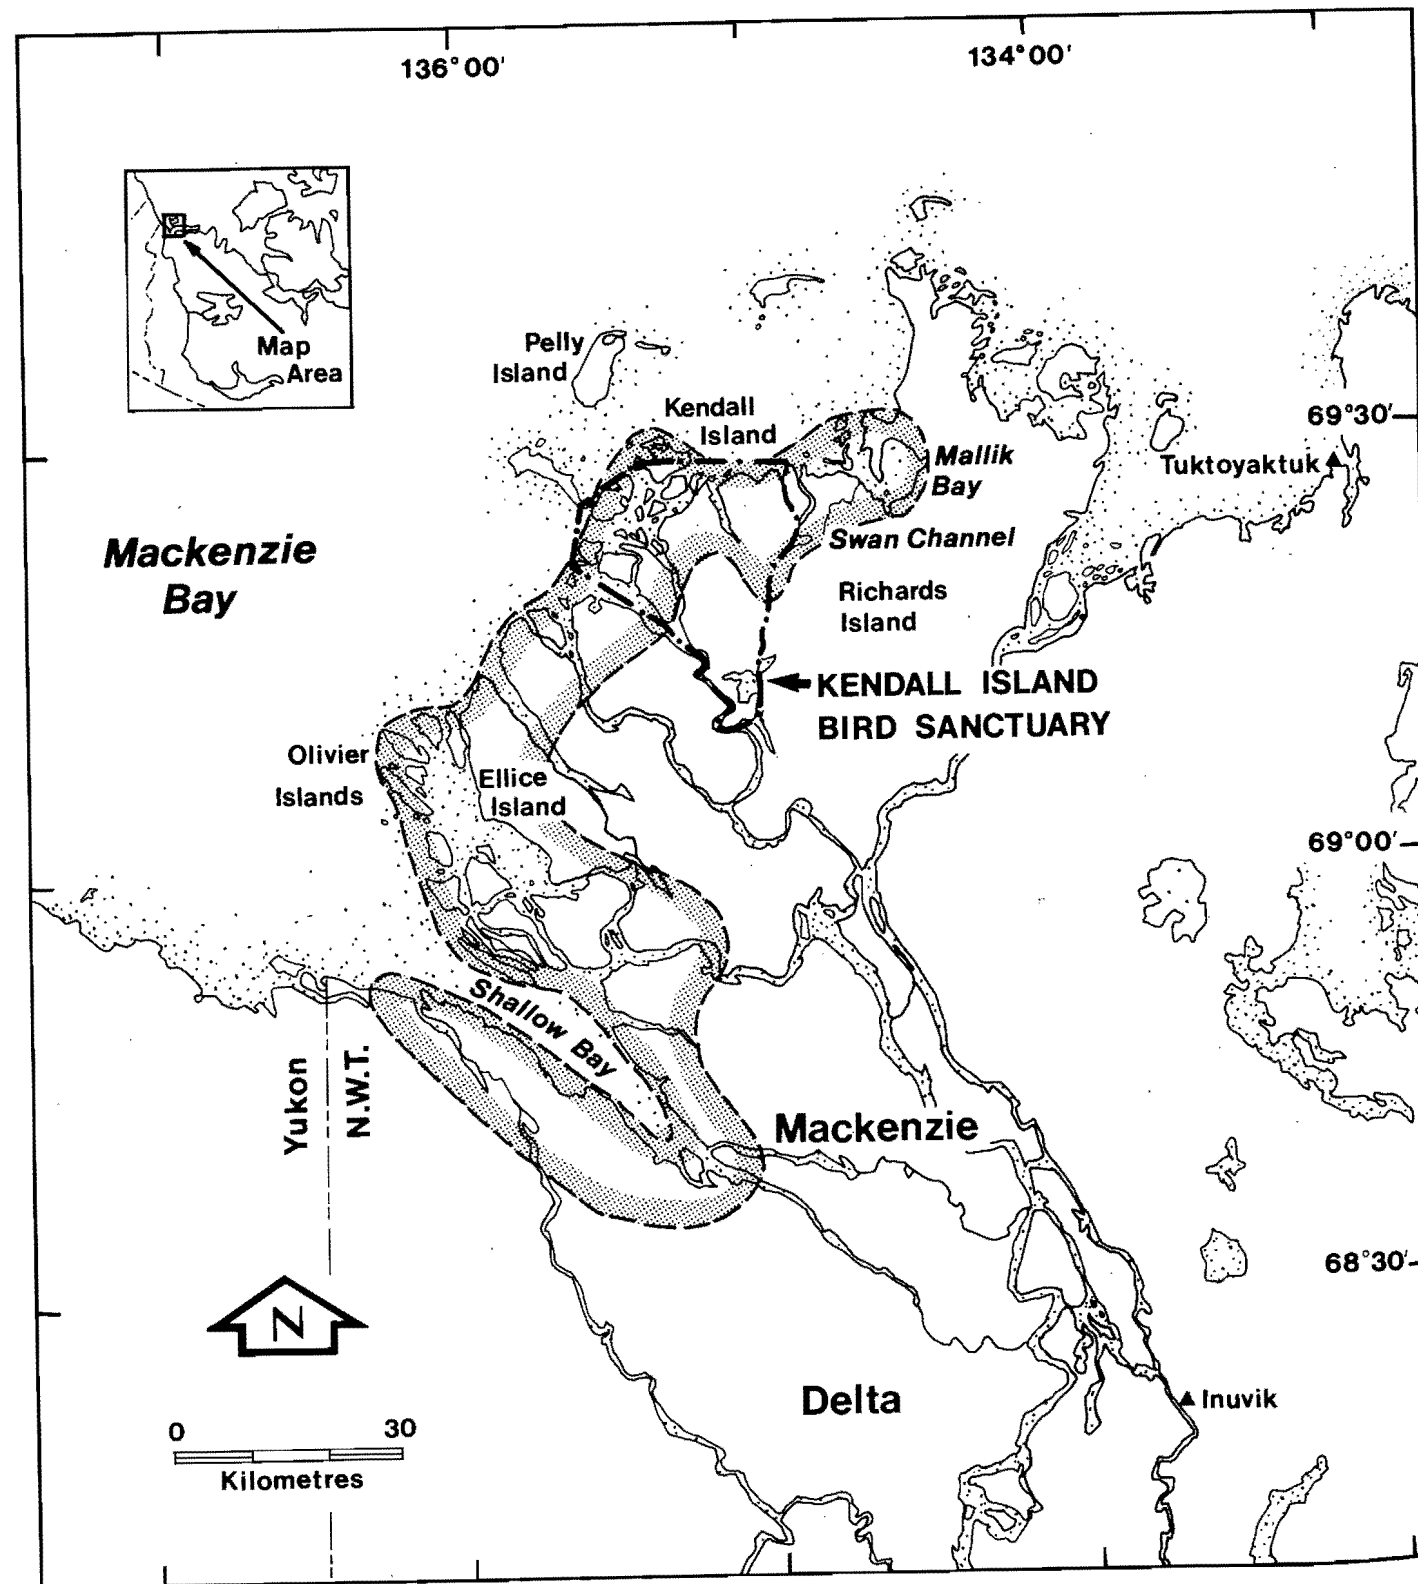 136°00'
134°00'
Map
Area
Pelly
Island
Kendall
Island
69°30'
Mallik
Bay
Tuktoyaktuk
Swan Channel
Mackenzie
Bay
Richards
Island
KENDALL ISLAND
BIRD SANCTUARY
Olivier
Islands
Ellice
Island
69°00'
Shallow Bay
Yukon
N.W.T.
Mackenzie
68°30'
N
Delta
Inuvik
0 30
Kilometres